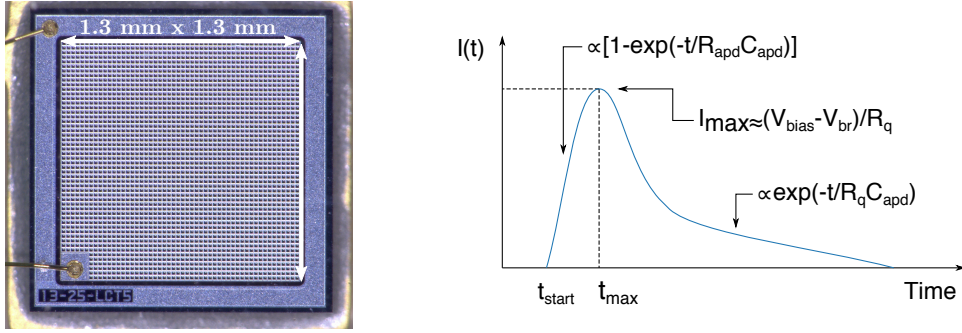 1.3 mm x 1.3 mm
13-25-LCT5
I(t)
∝[1-exp(-t/RapdCapd)]
Imax≈(Vbias-Vbr)/Rq
∝exp(-t/RqCapd)
tstart
tmax
Time